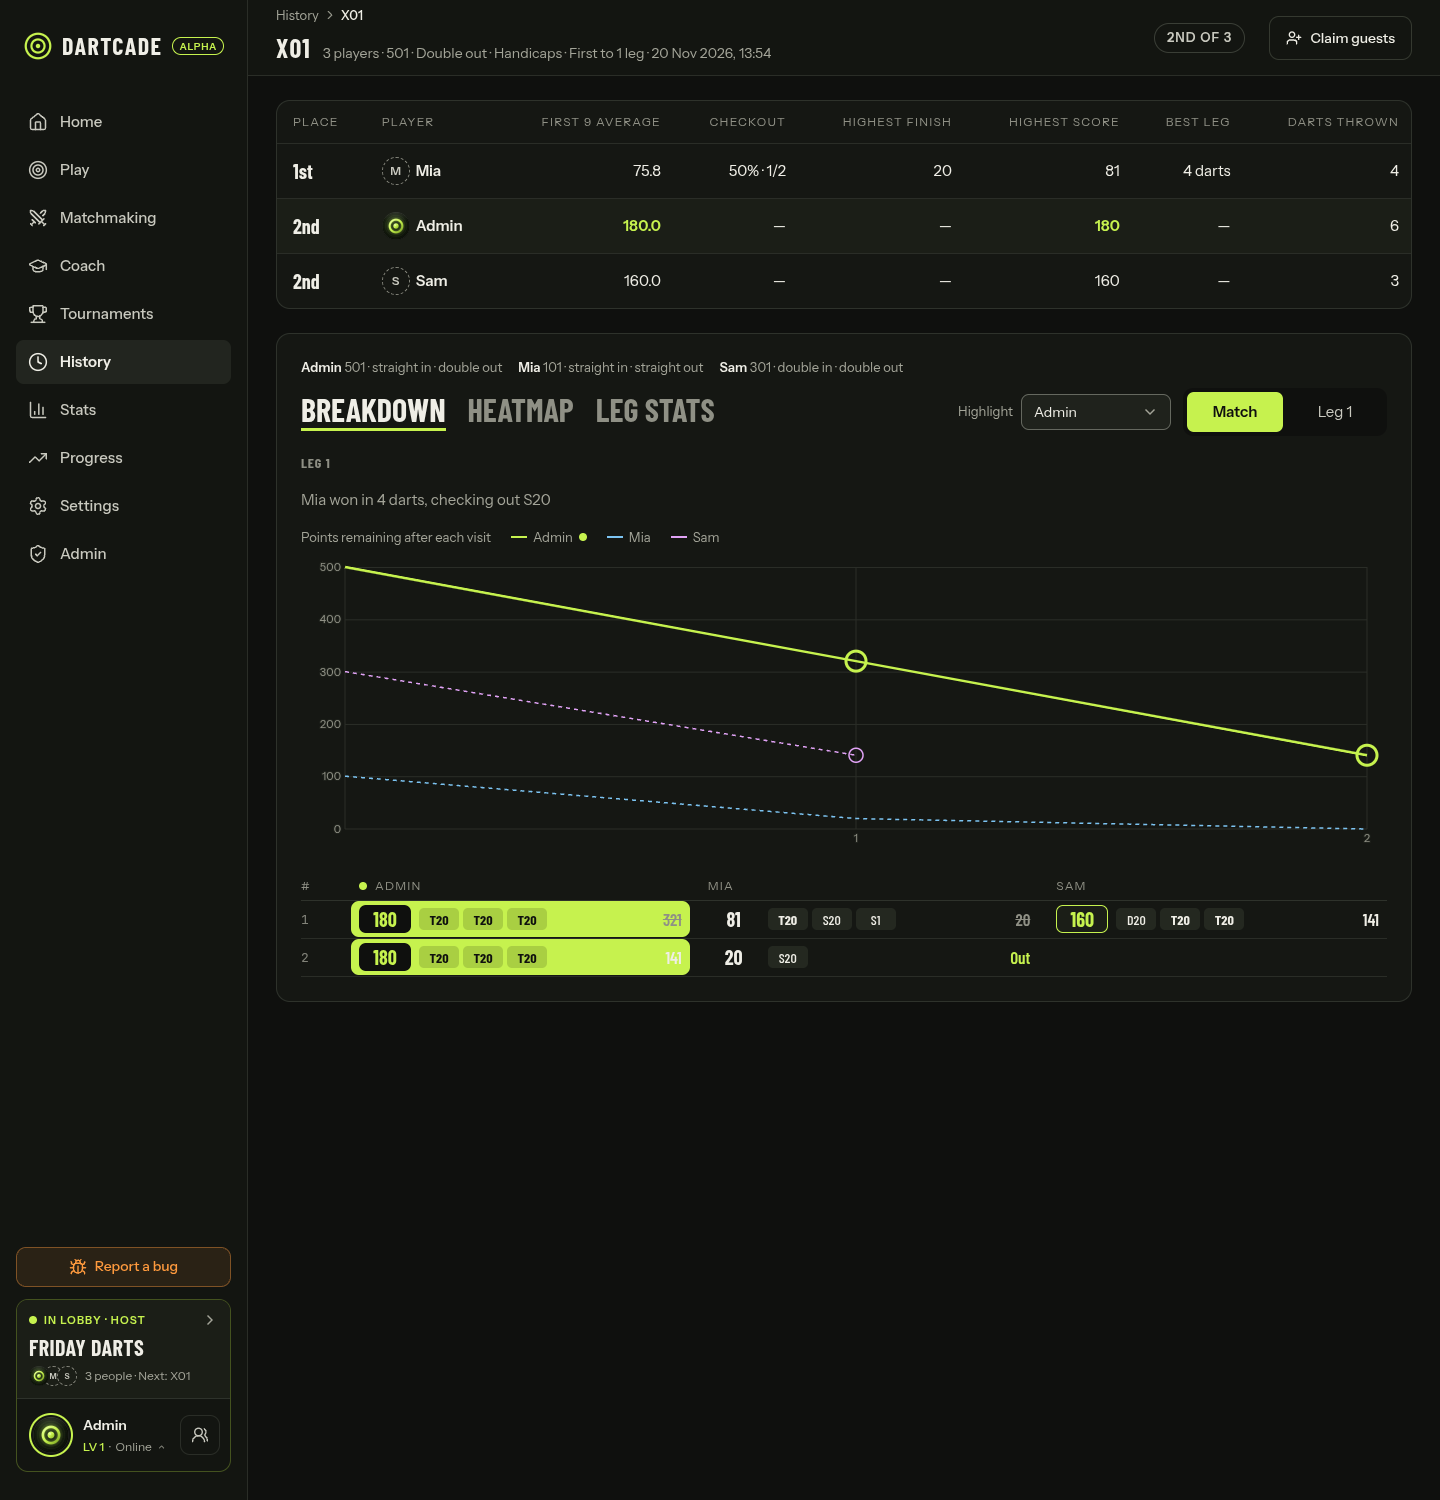 DARTCADE ALPHA
Home
Play
Matchmaking
Coach
Tournaments
History
Stats
Progress
Settings
Admin
Report a bug
IN LOBBY · HOST
FRIDAY DARTS
M S 3 people · Next: X01
Admin
LV 1 · Online
History > X01
X01 3 players · 501 · Double out · Handicaps · First to 1 leg · 20 Nov 2026, 13:54
2ND OF 3
Claim guests
PLACE PLAYER FIRST 9 AVERAGE CHECKOUT HIGHEST FINISH HIGHEST SCORE BEST LEG DARTS THROWN
1st M Mia 75.8 50% · 1/2 20 81 4 darts 4
2nd Admin 180.0 — — 180 — 6
2nd S Sam 160.0 — — 160 — 3
Admin 501 · straight in · double out Mia 101 · straight in · straight out Sam 301 · double in · double out
BREAKDOWN HEATMAP LEG STATS
Highlight Admin Match Leg 1
LEG 1
Mia won in 4 darts, checking out S20
Points remaining after each visit Admin Mia Sam
500
400
300
200
100
0
1 2
# ADMIN MIA SAM
1 180 T20 T20 T20 321 81 T20 S20 S1 20 160 D20 T20 T20 141
2 180 T20 T20 T20 141 20 S20 Out